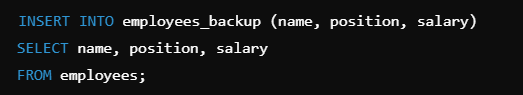 INSERT INTO employees_backup (name, position, salary)
SELECT name, position, salary
FROM employees;